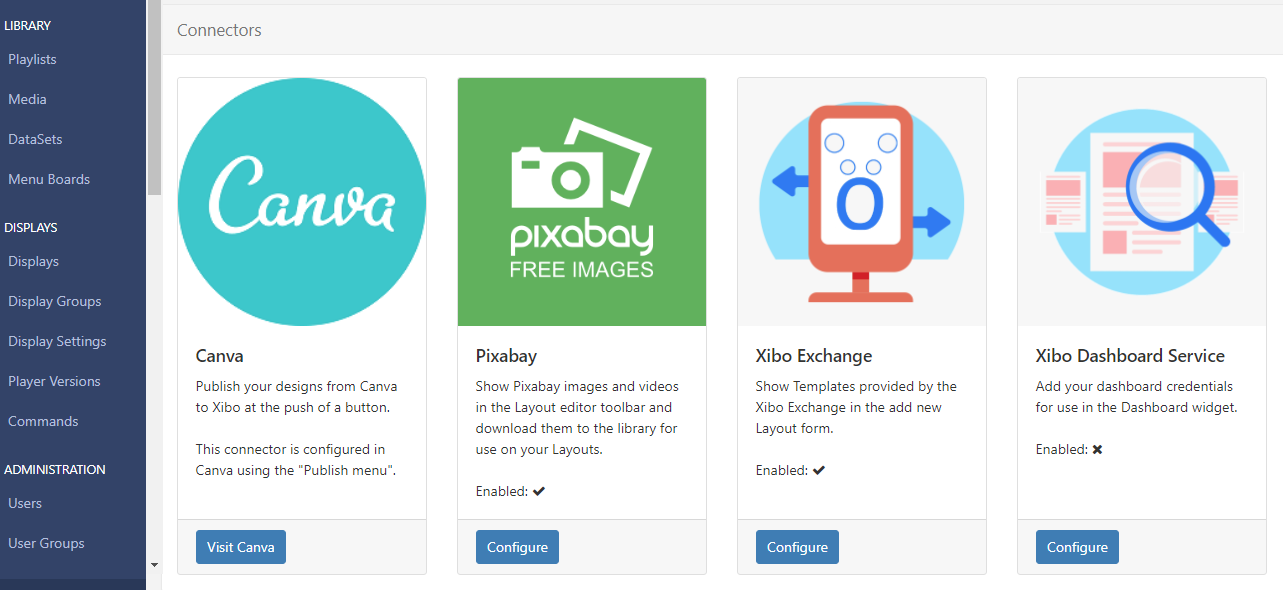 LIBRARY
Playlists
Media
DataSets
Menu Boards
DISPLAYS
Displays
Display Groups
Display Settings
Player Versions
Commands
ADMINISTRATION
Users
User Groups
Connectors
Canva
Canva
Publish your designs from Canva
to Xibo at the push of a button.
This connector is configured in
Canva using the "Publish menu".
Visit Canva
pixabay
FREE IMAGES
Pixabay
Show Pixabay images and videos
in the Layout editor toolbar and
download them to the library for
use on your Layouts.
Enabled: ✔
Configure
Xibo Exchange
Show Templates provided by the
Xibo Exchange in the add new
Layout form.
Enabled: ✔
Configure
Xibo Dashboard Service
Add your dashboard credentials
for use in the Dashboard widget.
Enabled: ✖
Configure